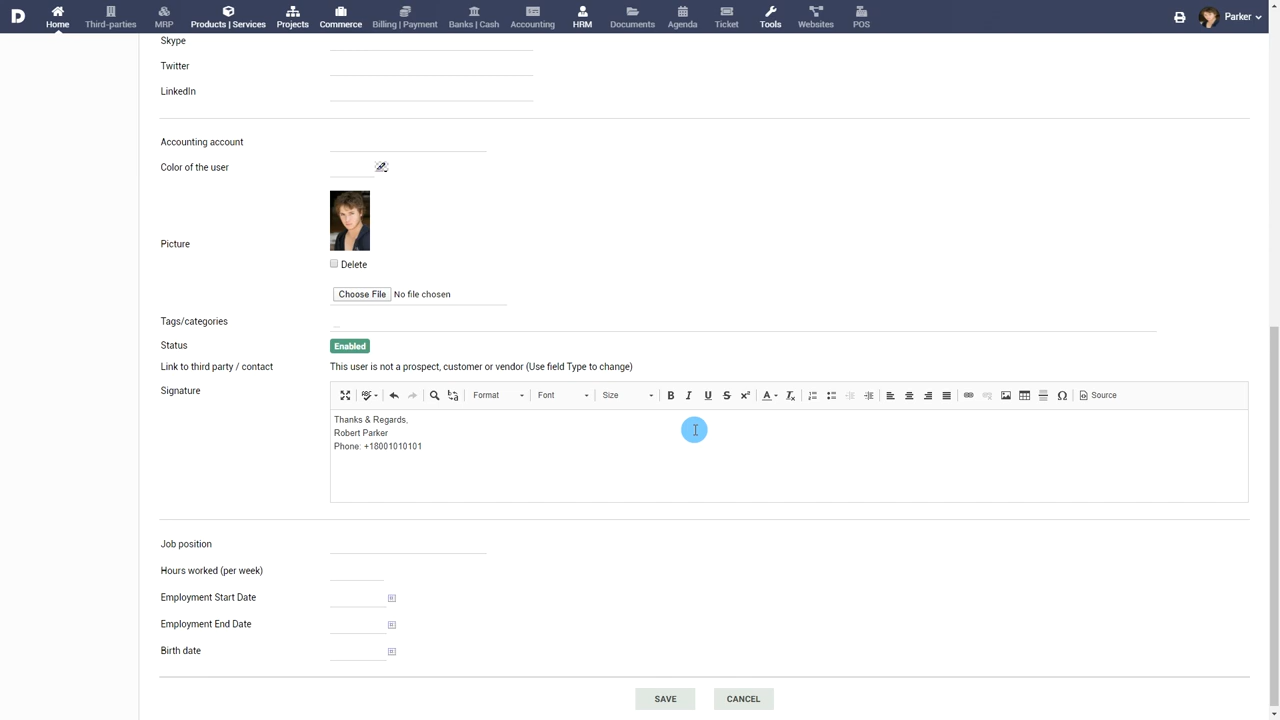 D Home Third-parties MRP Products | Services Projects Commerce Billing | Payment Banks | Cash Accounting HRM Documents Agenda Ticket Tools Websites POS Parker
Skype
Twitter
LinkedIn
Accounting account
Color of the user
Picture
Delete
Choose File No file chosen
Tags/categories ...
Status Enabled
Link to third party / contact This user is not a prospect, customer or vendor (Use field Type to change)
Signature Format Font Size B I U S x² A Ix Ω Source
Thanks & Regards,
Robert Parker
Phone: +18001010101
Job position
Hours worked (per week)
Employment Start Date
Employment End Date
Birth date
SAVE CANCEL